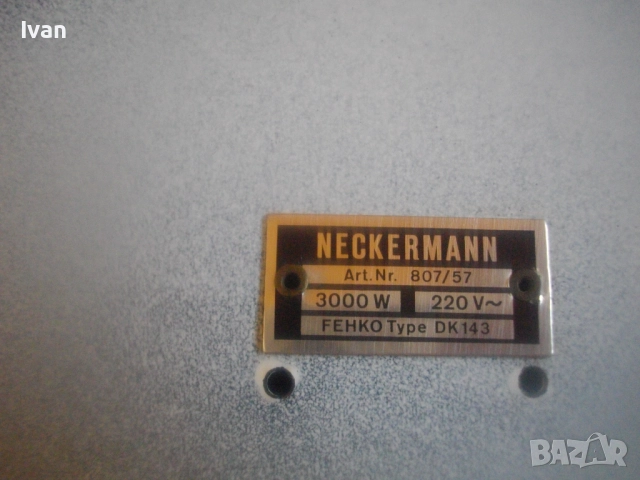 Ivan
NECKERMANN
Art.Nr. 807/57
3000 W 220 V~
FEHKO Type DK143
BAZAR